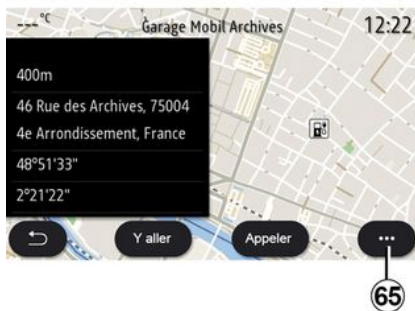 ---°C
Garage Mobil Archives
12:22
400m
46 Rue des Archives, 75004
4e Arrondissement, France
48°51'33"
2°21'22"
Y aller
Appeler
65